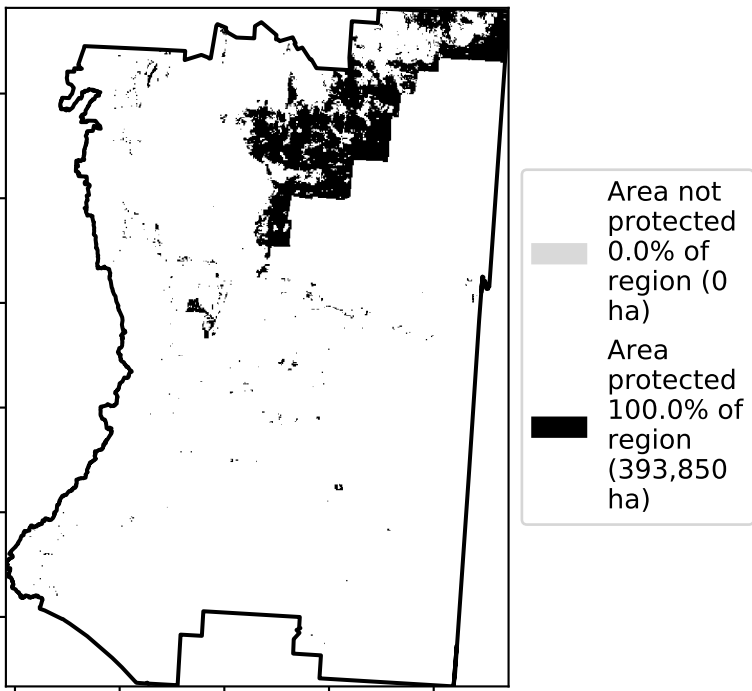 Area not
protected
0.0% of
region (0
ha)
Area
protected
100.0% of
region
(393,850
ha)